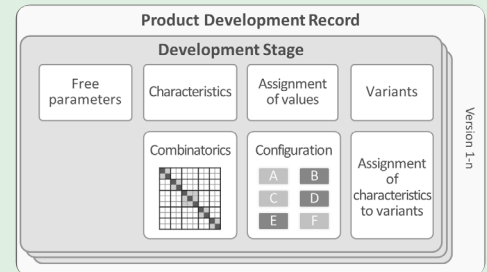 Product Development Record
Development Stage
Free
parameters
Characteristics
Assignment
of values
Variants
Combinatorics
Configuration
A B
C D
E F
Assignment
of
characteristics
to variants
Version 1-n